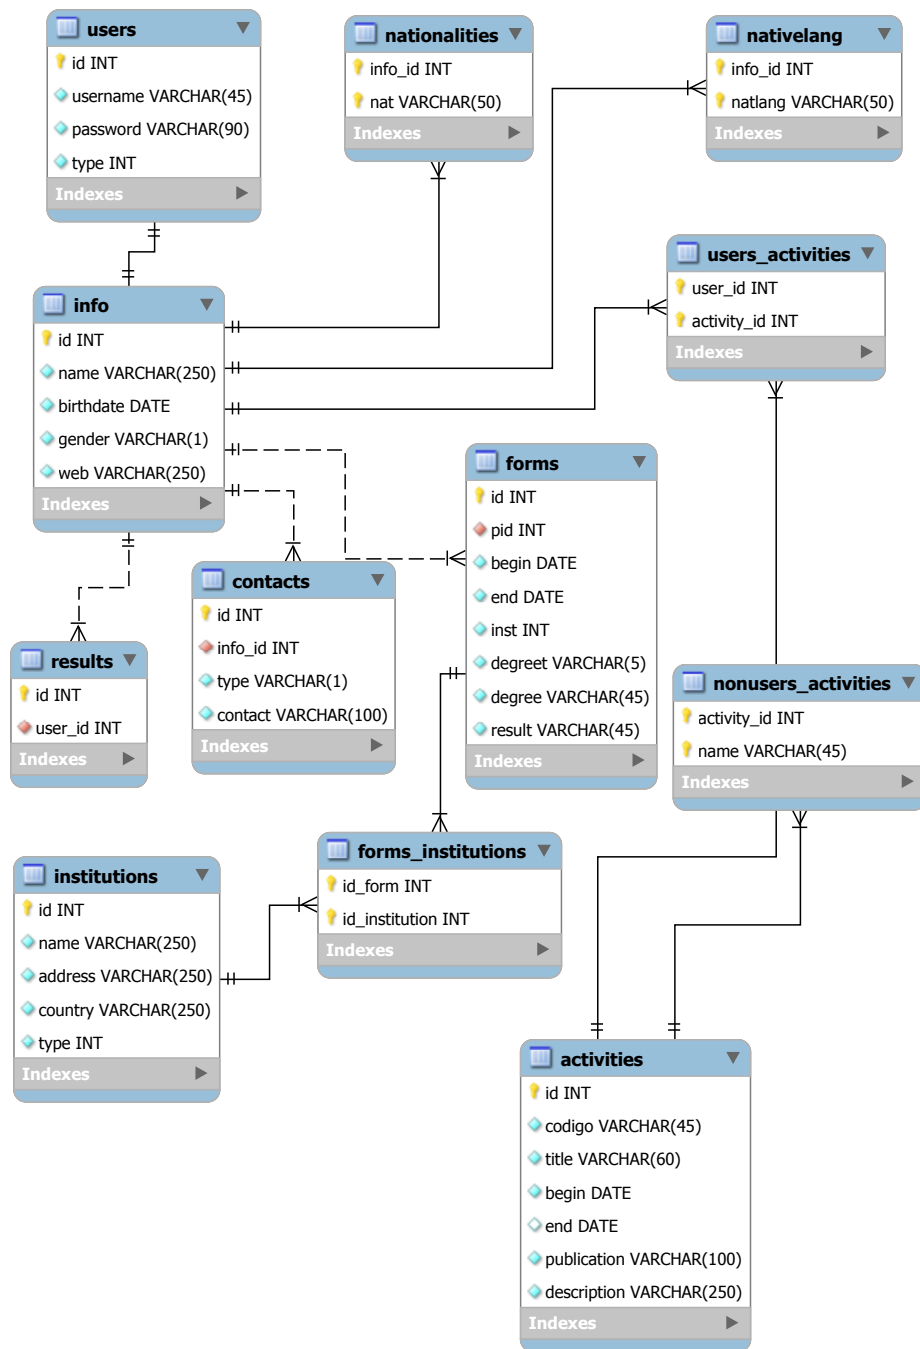 users
id INT
username VARCHAR(45)
password VARCHAR(90)
type INT
Indexes
nationalities
info_id INT
nat VARCHAR(50)
Indexes
nativelang
info_id INT
natlang VARCHAR(50)
Indexes
users_activities
user_id INT
activity_id INT
Indexes
info
id INT
name VARCHAR(250)
birthdate DATE
gender VARCHAR(1)
web VARCHAR(250)
Indexes
forms
id INT
pid INT
begin DATE
end DATE
inst INT
degreet VARCHAR(5)
degree VARCHAR(45)
result VARCHAR(45)
Indexes
contacts
id INT
info_id INT
type VARCHAR(1)
contact VARCHAR(100)
Indexes
results
id INT
user_id INT
Indexes
nonusers_activities
activity_id INT
name VARCHAR(45)
Indexes
forms_institutions
id_form INT
id_institution INT
Indexes
institutions
id INT
name VARCHAR(250)
address VARCHAR(250)
country VARCHAR(250)
type INT
Indexes
activities
id INT
codigo VARCHAR(45)
title VARCHAR(60)
begin DATE
end DATE
publication VARCHAR(100)
description VARCHAR(250)
Indexes